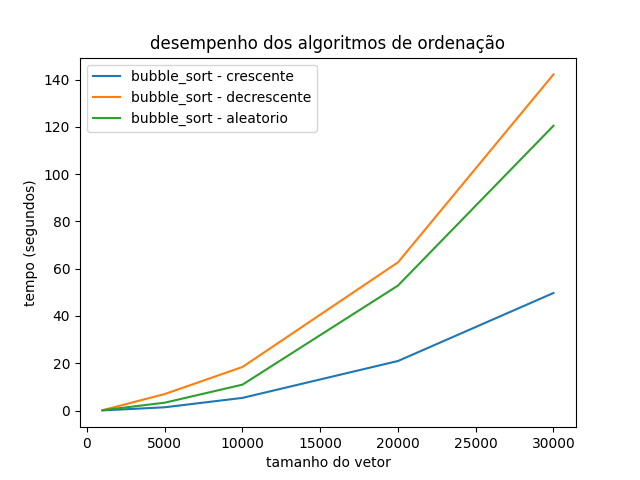 desempenho dos algoritmos de ordenação
bubble_sort - crescente
bubble_sort - decrescente
bubble_sort - aleatorio
140
120
100
80
60
40
20
0
tempo (segundos)
0 5000 10000 15000 20000 25000 30000
tamanho do vetor